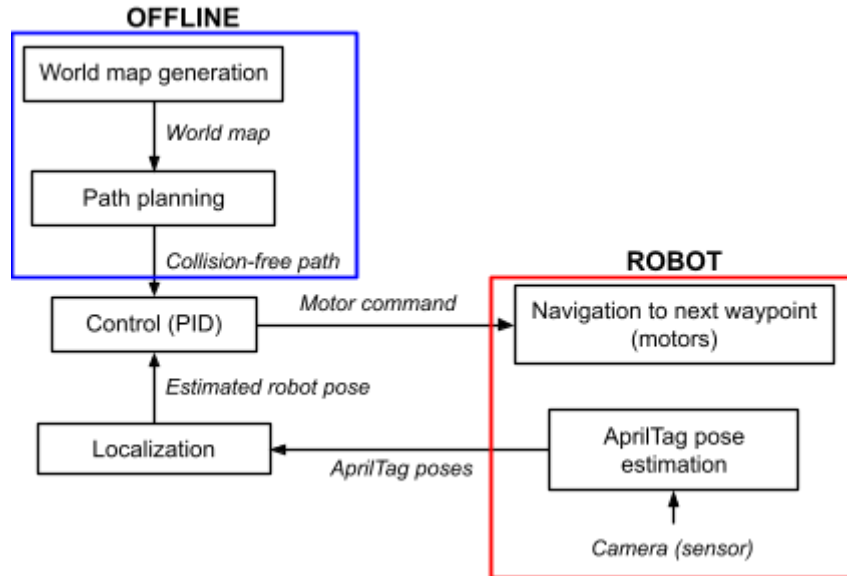 OFFLINE
World map generation
World map
Path planning
Collision-free path
ROBOT
Motor command
Control (PID)
Navigation to next waypoint
(motors)
Estimated robot pose
Localization
AprilTag poses
AprilTag pose
estimation
Camera (sensor)